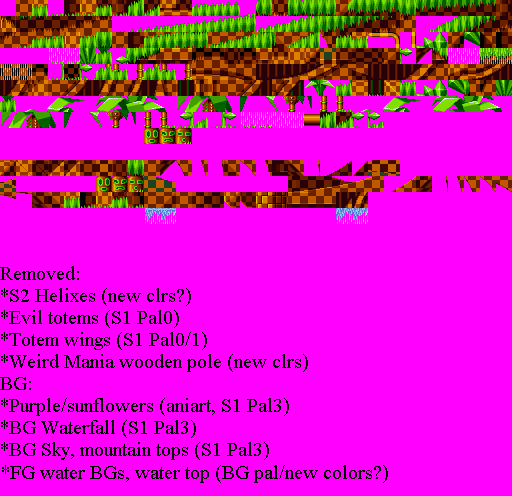 Removed:
*S2 Helixes (new clrs?)
*Evil totems (S1 Pal0)
*Totem wings (S1 Pal0/1)
*Weird Mania wooden pole (new clrs)
BG:
*Purple/sunflowers (aniart, S1 Pal3)
*BG Waterfall (S1 Pal3)
*BG Sky, mountain tops (S1 Pal3)
*FG water BGs, water top (BG pal/new colors?)